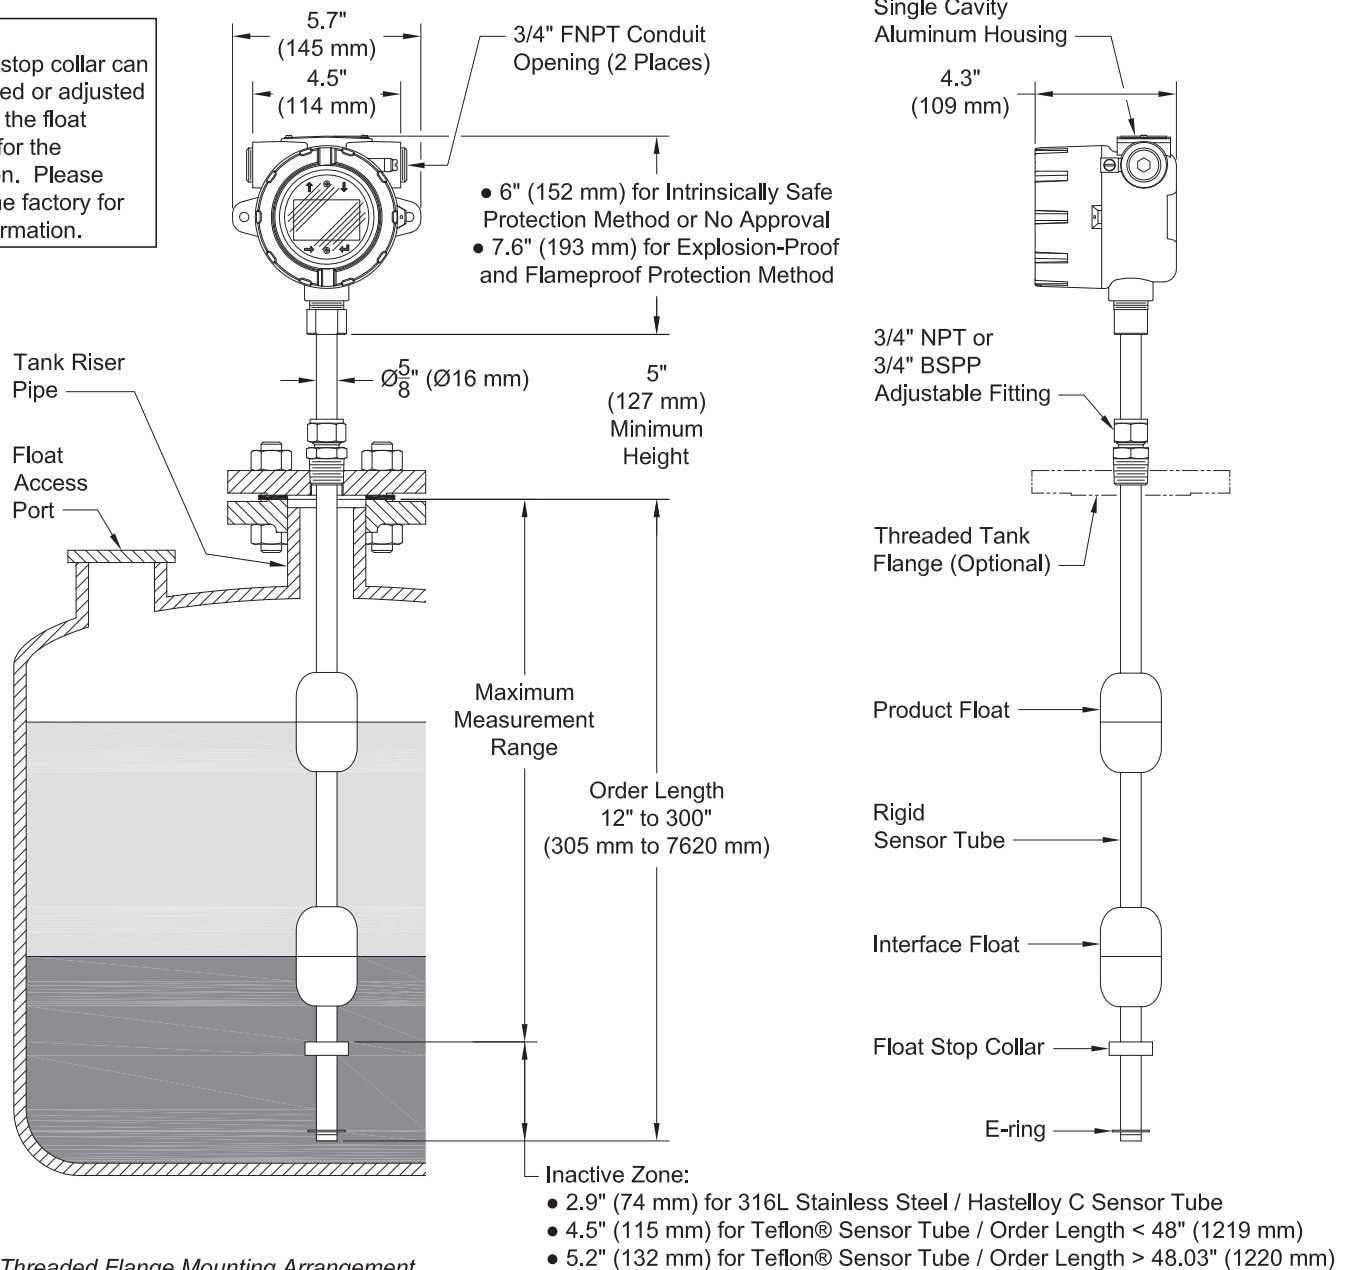 stop collar can
ed or adjusted
the float
for the
on. Please
he factory for
rmation.
5.7"
(145 mm)
4.5"
(114 mm)
3/4" FNPT Conduit
Opening (2 Places)
Single Cavity
Aluminum Housing
4.3"
(109 mm)
● 6" (152 mm) for Intrinsically Safe
Protection Method or No Approval
● 7.6" (193 mm) for Explosion-Proof
and Flameproof Protection Method
Tank Riser
Pipe
Ø5/8" (Ø16 mm)
5"
(127 mm)
Minimum
Height
3/4" NPT or
3/4" BSPP
Adjustable Fitting
Float
Access
Port
Threaded Tank
Flange (Optional)
Maximum
Measurement
Range
Product Float
Order Length
12" to 300"
(305 mm to 7620 mm)
Rigid
Sensor Tube
Interface Float
Float Stop Collar
E-ring
Inactive Zone:
● 2.9" (74 mm) for 316L Stainless Steel / Hastelloy C Sensor Tube
● 4.5" (115 mm) for Teflon® Sensor Tube / Order Length < 48" (1219 mm)
● 5.2" (132 mm) for Teflon® Sensor Tube / Order Length > 48.03" (1220 mm)
Threaded Flange Mounting Arrangement